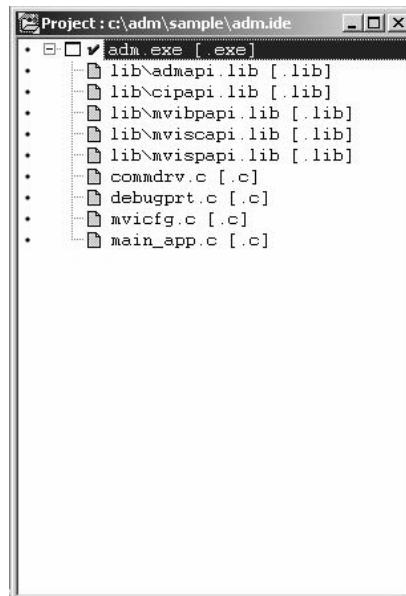 Project : c:\adm\sample\adm.ide
adm.exe [.exe]
lib\admapi.lib [.lib]
lib\cipapi.lib [.lib]
lib\mvibpapi.lib [.lib]
lib\mviscapi.lib [.lib]
lib\mvispapi.lib [.lib]
commdrv.c [.c]
debugprt.c [.c]
mvicfg.c [.c]
main_app.c [.c]